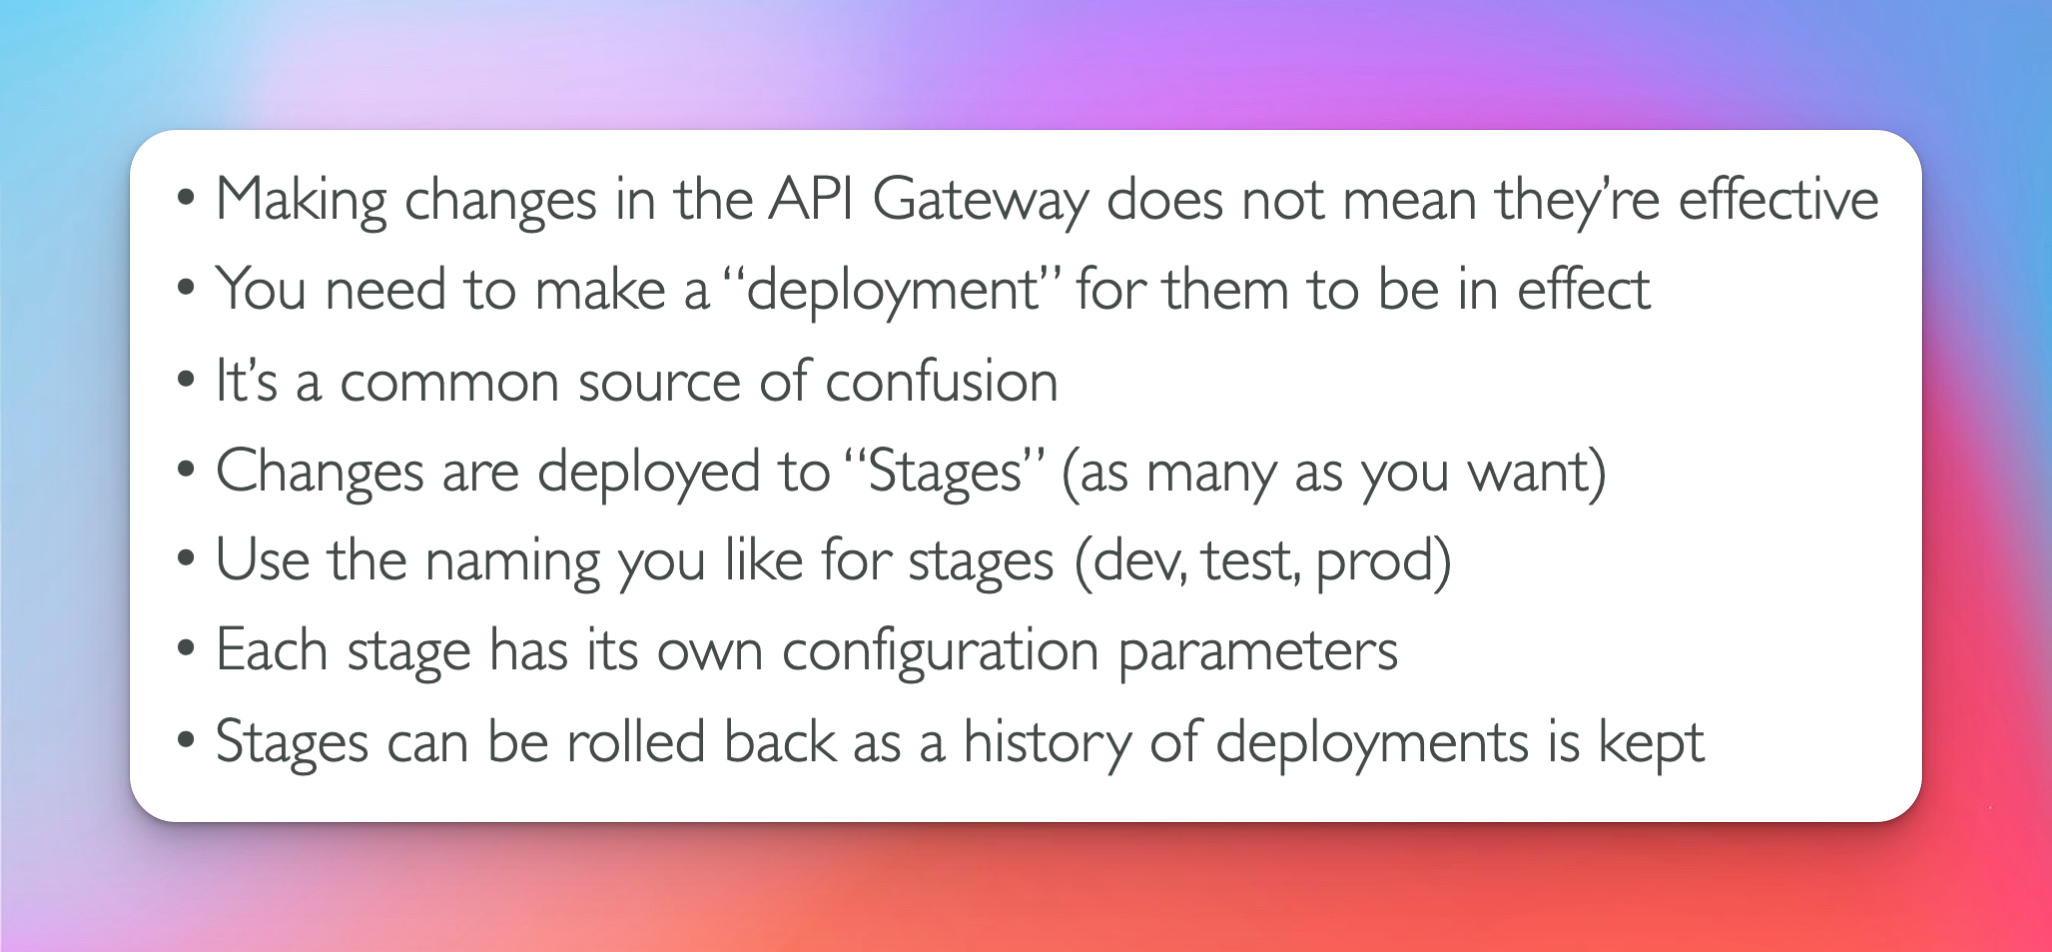 • Making changes in the API Gateway does not mean they’re effective
• You need to make a “deployment” for them to be in effect
• It’s a common source of confusion
• Changes are deployed to “Stages” (as many as you want)
• Use the naming you like for stages (dev, test, prod)
• Each stage has its own configuration parameters
• Stages can be rolled back as a history of deployments is kept